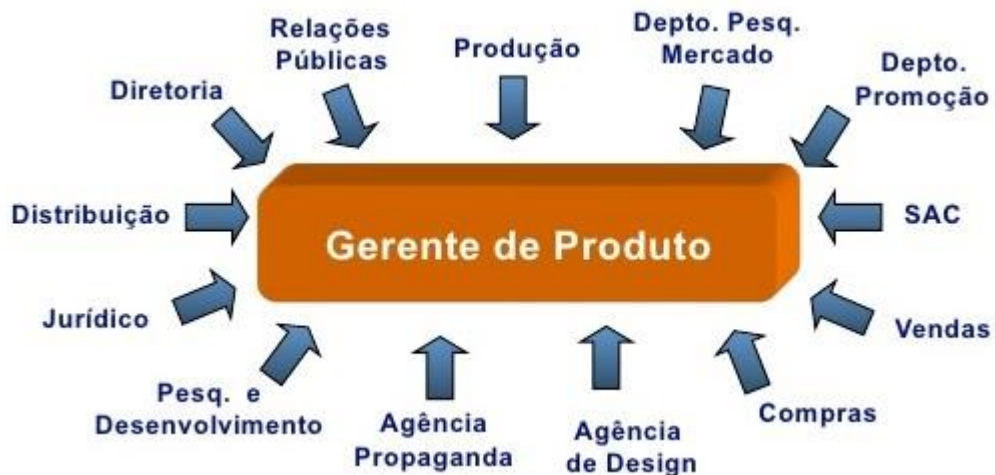 Relações
Públicas
Produção
Depto. Pesq.
Mercado
Depto.
Promoção
Diretoria
Distribuição
Gerente de Produto
SAC
Jurídico
Vendas
Pesq. e
Desenvolvimento
Agência
Propaganda
Agência
de Design
Compras